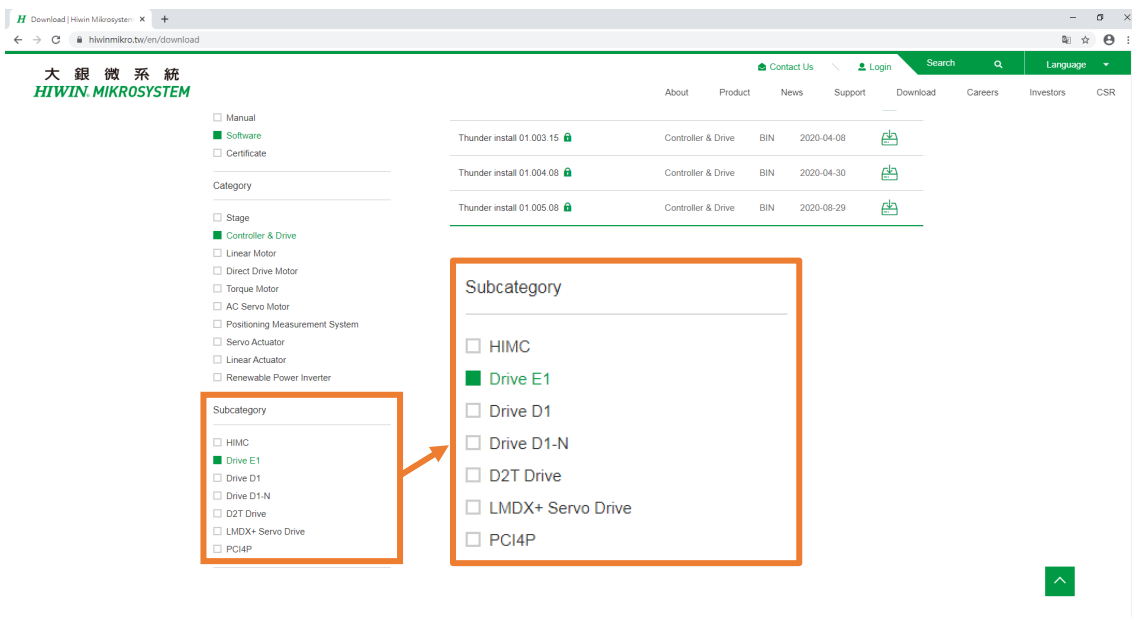 Download | Hiwin Mikrosystem
hiwinmikro.tw/en/download
大銀微系統
HIWIN MIKROSYSTEM
Contact Us
Login
Search
Language
About Product News Support Download Careers Investors CSR
Manual
Software
Certificate
Category
Stage
Controller & Drive
Linear Motor
Direct Drive Motor
Torque Motor
AC Servo Motor
Positioning Measurement System
Servo Actuator
Linear Actuator
Renewable Power Inverter
Subcategory
HIMC
Drive E1
Drive D1
Drive D1-N
D2T Drive
LMDX+ Servo Drive
PCI4P
Thunder install 01.003.15 Controller & Drive BIN 2020-04-08
Thunder install 01.004.08 Controller & Drive BIN 2020-04-30
Thunder install 01.005.08 Controller & Drive BIN 2020-08-29
Subcategory
HIMC
Drive E1
Drive D1
Drive D1-N
D2T Drive
LMDX+ Servo Drive
PCI4P